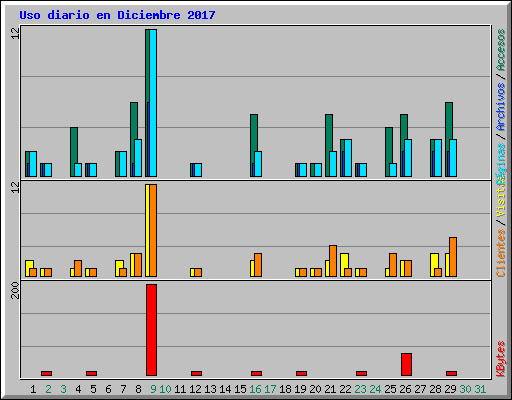 Uso diario en Diciembre 2017
12
12
200
Accesos / Archivos / Páginas
Visitas / Clientes
KBytes
1 2 3 4 5 6 7 8 9 10 11 12 13 14 15 16 17 18 19 20 21 22 23 24 25 26 27 28 29 30 31